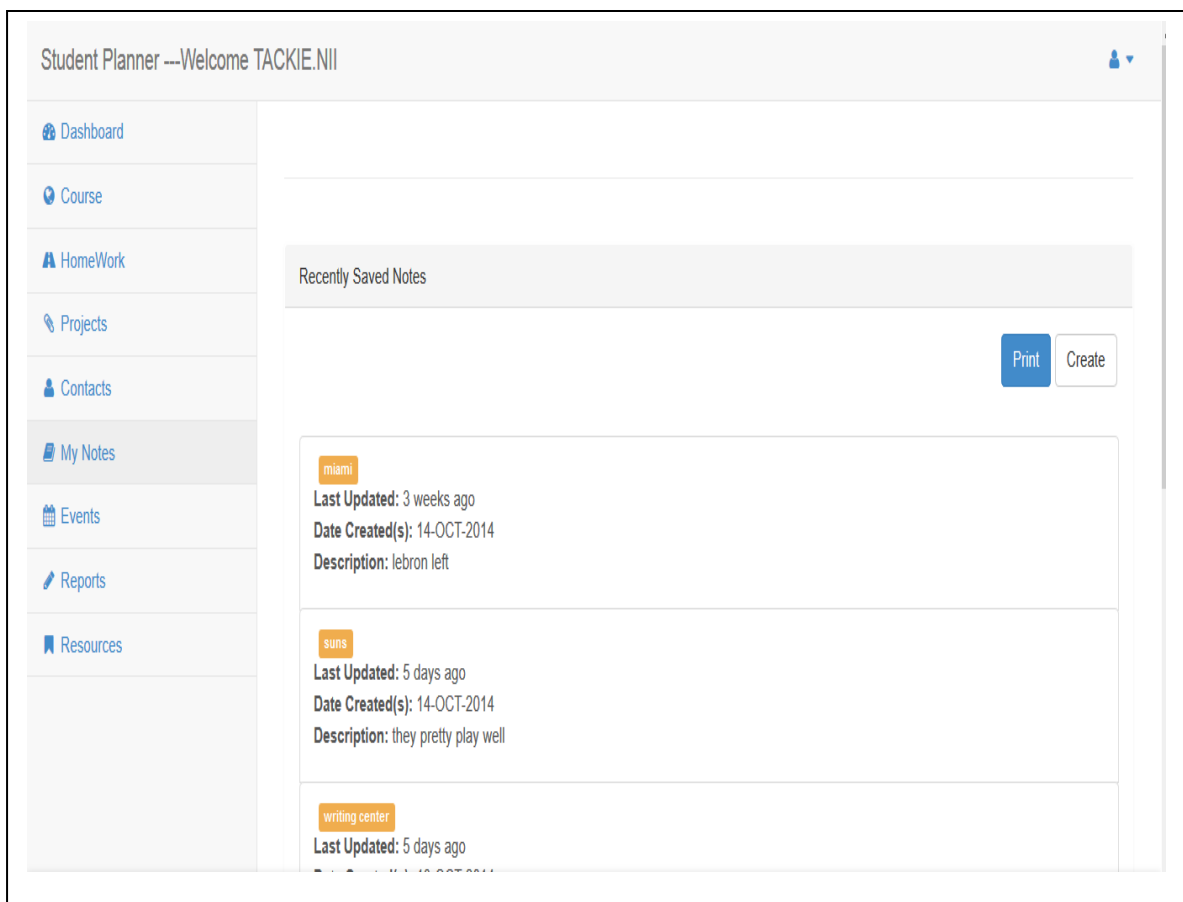 Student Planner ---Welcome TACKIE.NII
Dashboard
Course
HomeWork
Projects
Contacts
My Notes
Events
Reports
Resources
Recently Saved Notes
Print
Create
miami
Last Updated: 3 weeks ago
Date Created(s): 14-OCT-2014
Description: lebron left
suns
Last Updated: 5 days ago
Date Created(s): 14-OCT-2014
Description: they pretty play well
writing center
Last Updated: 5 days ago